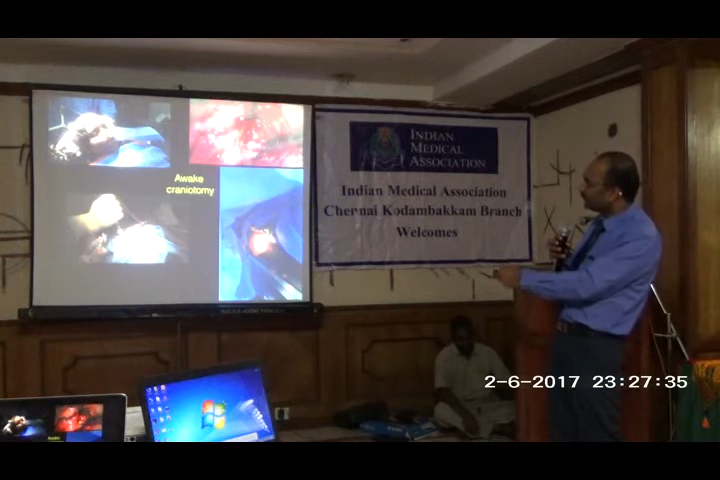 Awake
craniotomy
INDIAN
MEDICAL
ASSOCIATION
Indian Medical Association
Chennai Kodambakkam Branch
Welcomes
2-6-2017 23:27:35